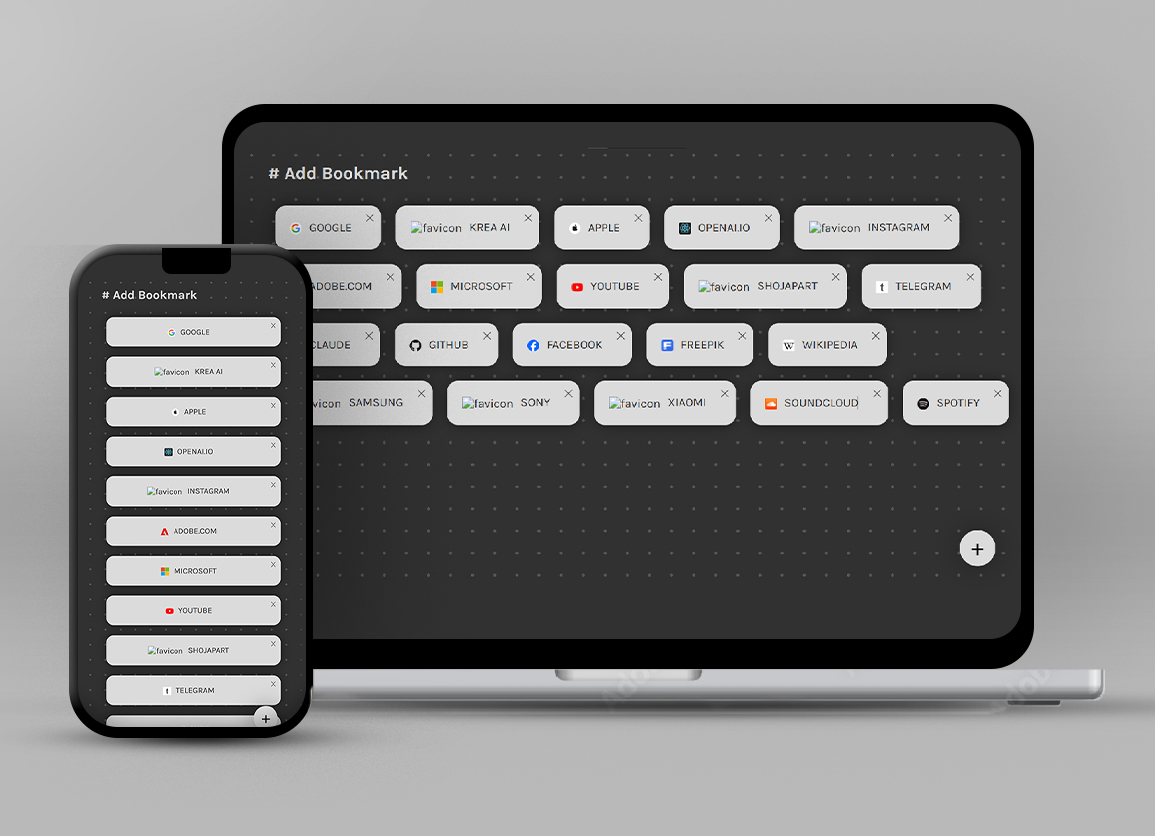 # Add Bookmark
GOOGLE
favicon KREA AI
APPLE
OPENAI.IO
favicon INSTAGRAM
ADOBE.COM
MICROSOFT
YOUTUBE
favicon SHOJAPART
TELEGRAM
CLAUDE
GITHUB
FACEBOOK
FREEPIK
WIKIPEDIA
vicon SAMSUNG
favicon SONY
favicon XIAOMI
SOUNDCLOUD
SPOTIFY
+
# Add Bookmark
GOOGLE
favicon KREA AI
APPLE
OPENAI.IO
favicon INSTAGRAM
ADOBE.COM
MICROSOFT
YOUTUBE
favicon SHOJAPART
TELEGRAM
+